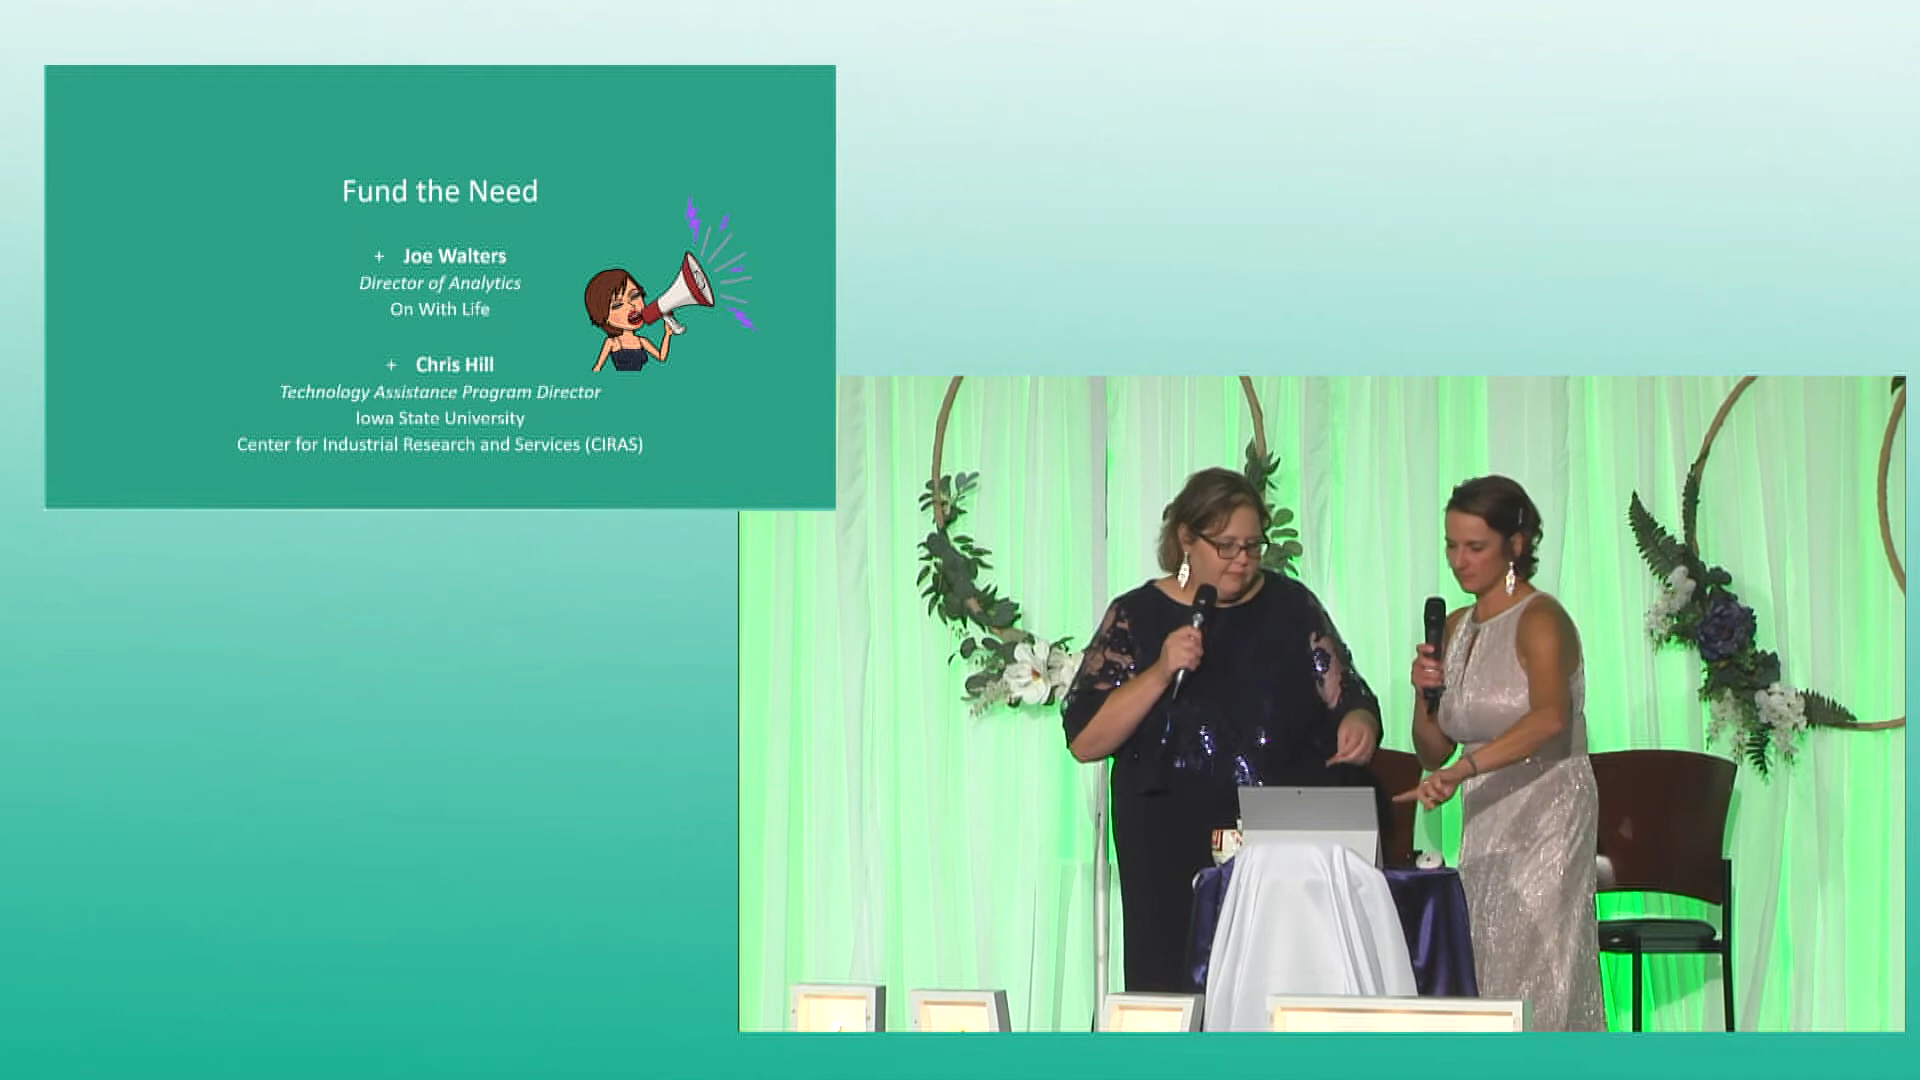 Fund the Need
+ Joe Walters
Director of Analytics
On With Life
+ Chris Hill
Technology Assistance Program Director
Iowa State University
Center for Industrial Research and Services (CIRAS)